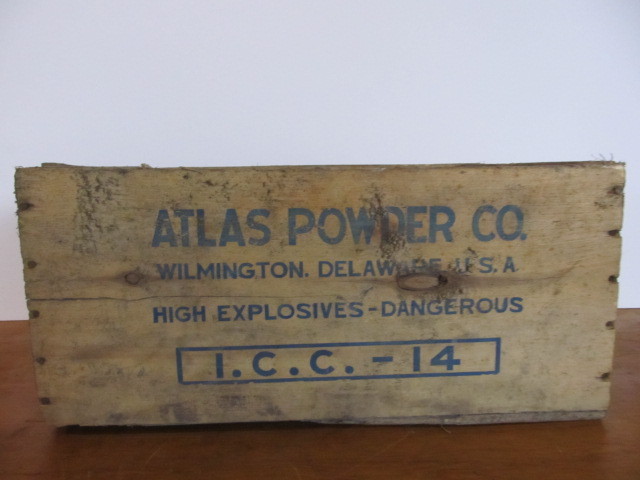 ATLAS POWDER CO.
WILMINGTON. DELAWARE U.S.A.
HIGH EXPLOSIVES-DANGEROUS
I.C.C.-14